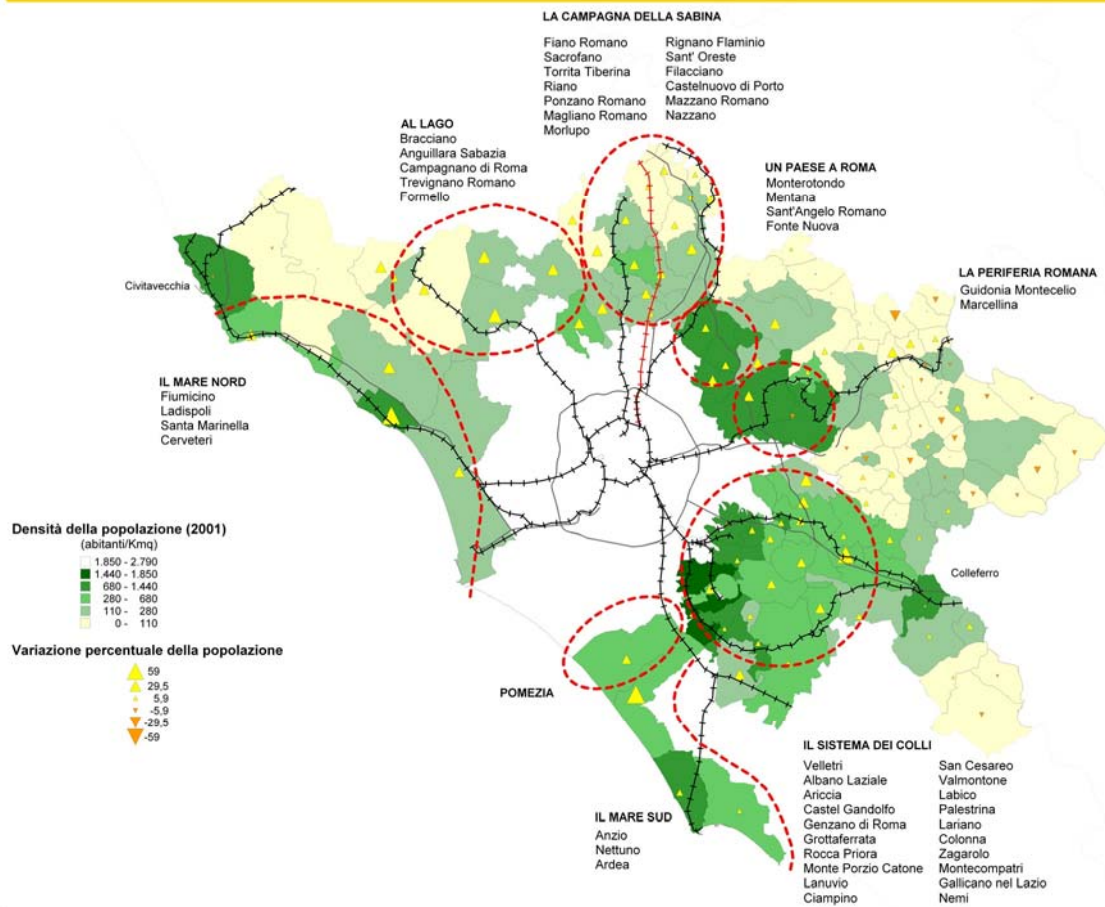 LA CAMPAGNA DELLA SABINA
Fiano Romano
Sacrofano
Torrita Tiberina
Riano
Ponzano Romano
Magliano Romano
Morlupo
Rignano Flaminio
Sant' Oreste
Filacciano
Castelnuovo di Porto
Mazzano Romano
Nazzano
AL LAGO
Bracciano
Anguillara Sabazia
Campagnano di Roma
Trevignano Romano
Formello
UN PAESE A ROMA
Monterotondo
Mentana
Sant'Angelo Romano
Fonte Nuova
LA PERIFERIA ROMANA
Guidonia Montecelio
Marcellina
Civitavecchia
IL MARE NORD
Fiumicino
Ladispoli
Santa Marinella
Cerveteri
Densità della popolazione (2001)
(abitanti/Kmq)
1.850 - 2.790
1.440 - 1.850
680 - 1.440
280 - 680
110 - 280
0 - 110
Variazione percentuale della popolazione
59
29,5
5,9
-5,9
-29,5
-59
Colleferro
POMEZIA
IL MARE SUD
Anzio
Nettuno
Ardea
IL SISTEMA DEI COLLI
Velletri
Albano Laziale
Ariccia
Castel Gandolfo
Genzano di Roma
Grottaferrata
Rocca Priora
Monte Porzio Catone
Lanuvio
Ciampino
San Cesareo
Valmontone
Labico
Palestrina
Lariano
Colonna
Zagarolo
Montecompatri
Gallicano nel Lazio
Nemi